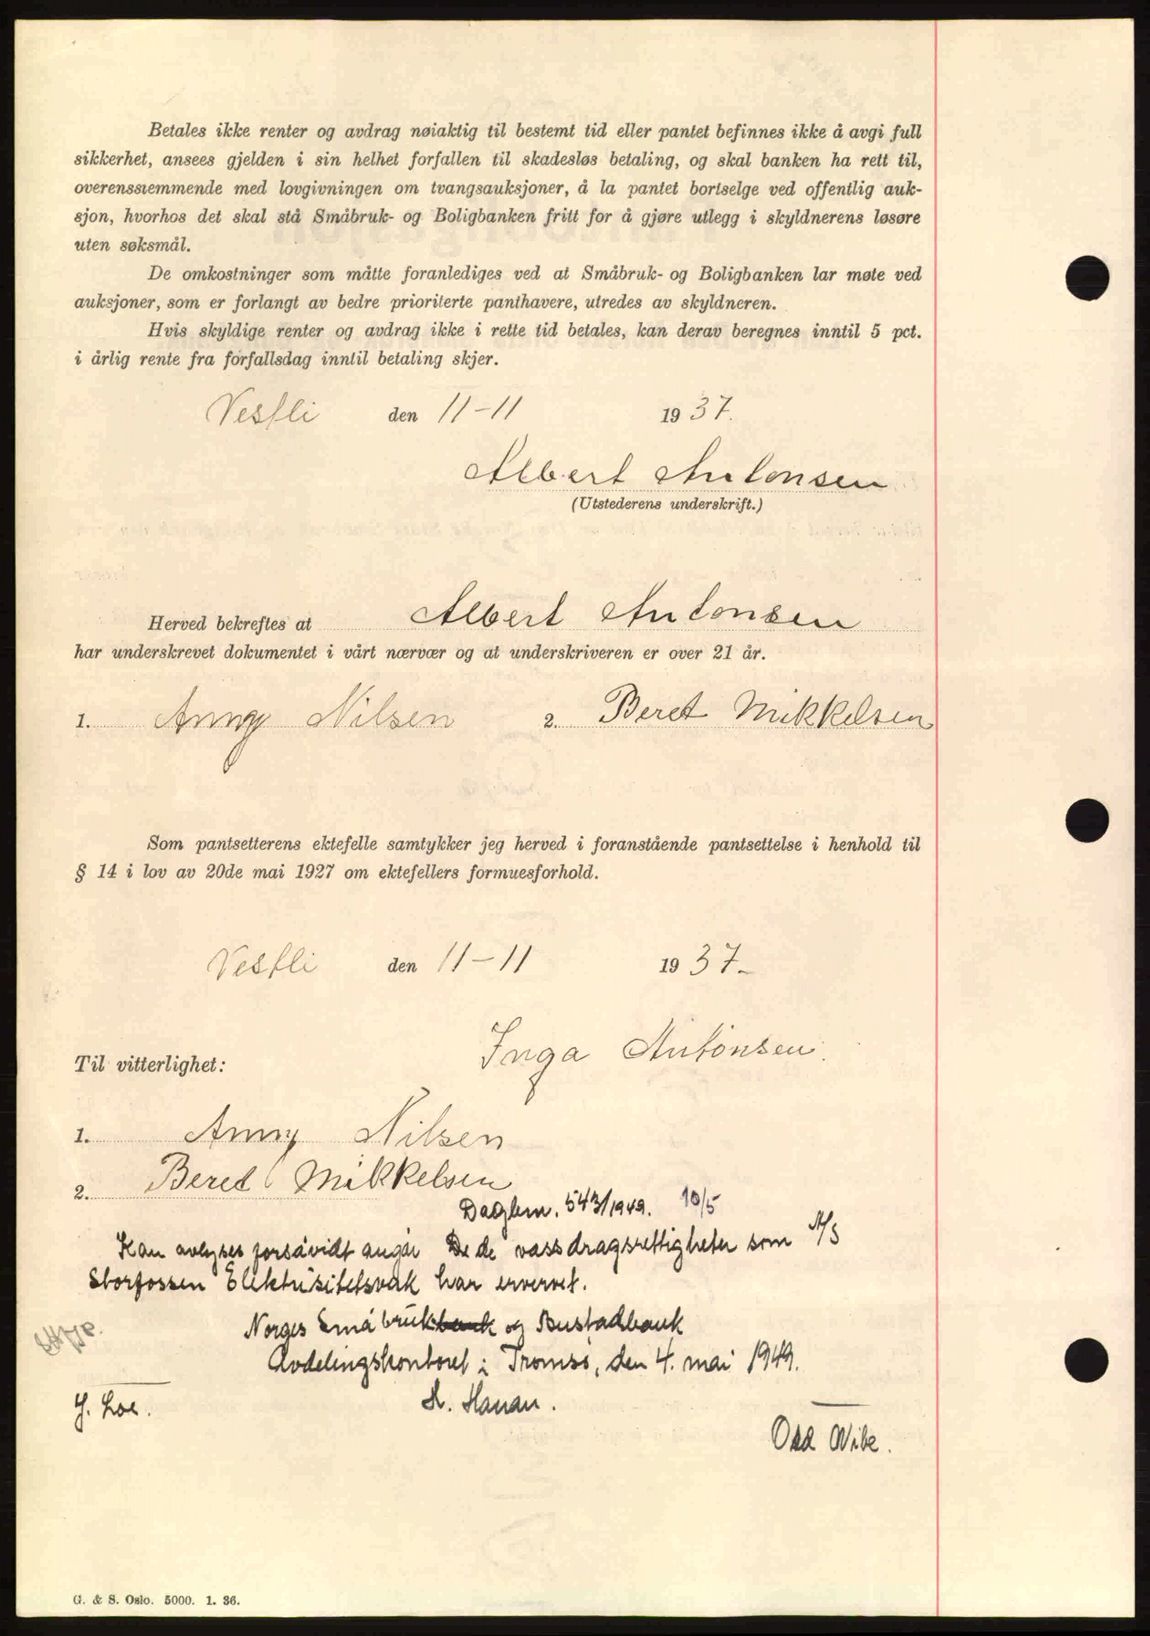 Betales ikke renter og avdrag nøiaktig til bestemt tid eller pantet befinnes ikke å avgi full
sikkerhet, ansees gjelden i sin helhet forfallen til skadesløs betaling, og skal banken ha rett til,
overensstemmende med lovgivningen om tvangsauksjoner, å la pantet bortselge ved offentlig auk-
sjon, hvorhos det skal stå Småbruk- og Boligbanken fritt for å gjøre utlegg i skyldnerens løsøre
uten søksmål.
De omkostninger som måtte foranlediges ved at Småbruk- og Boligbanken lar møte ved
auksjoner, som er forlangt av bedre prioriterte panthavere, utredes av skyldneren.
Hvis skyldige renter og avdrag ikke i rette tid betales, kan derav beregnes inntil 5 pct.
i årlig rente fra forfallsdag inntil betaling skjer.
Vestli den 11-11 1937.
Albert Antonsen
(Utstederens underskrift.)
Herved bekreftes at Albert Antonsen
har underskrevet dokumentet i vårt nærvær og at underskriveren er over 21 år.
1. Anny Nilsen 2. Beret Mikkelsen
Som pantsetterens ektefelle samtykker jeg herved i foranstående pantsettelse i henhold til
§ 14 i lov av 20de mai 1927 om ektefellers formuesforhold.
Vestli den 11-11 1937-
Inga Antonsen.
Til vitterlighet:
1. Anny Nilsen
2. Beret Mikkelsen
Dagbnr. 543/1949. 10/5
Kan avlyses forsåvidt angår De de vassdragsrettigheter som A/S
Storfossen Elektrisitetsverk har ervervet.
Norges Småbruk og Bustadbank
Avdelingskontoret i Tromsø, den 4. mai 1949.
J. Loe. H. Hanan.
Odd Wibe.
G. & S. Oslo. 5000. 1. 36.